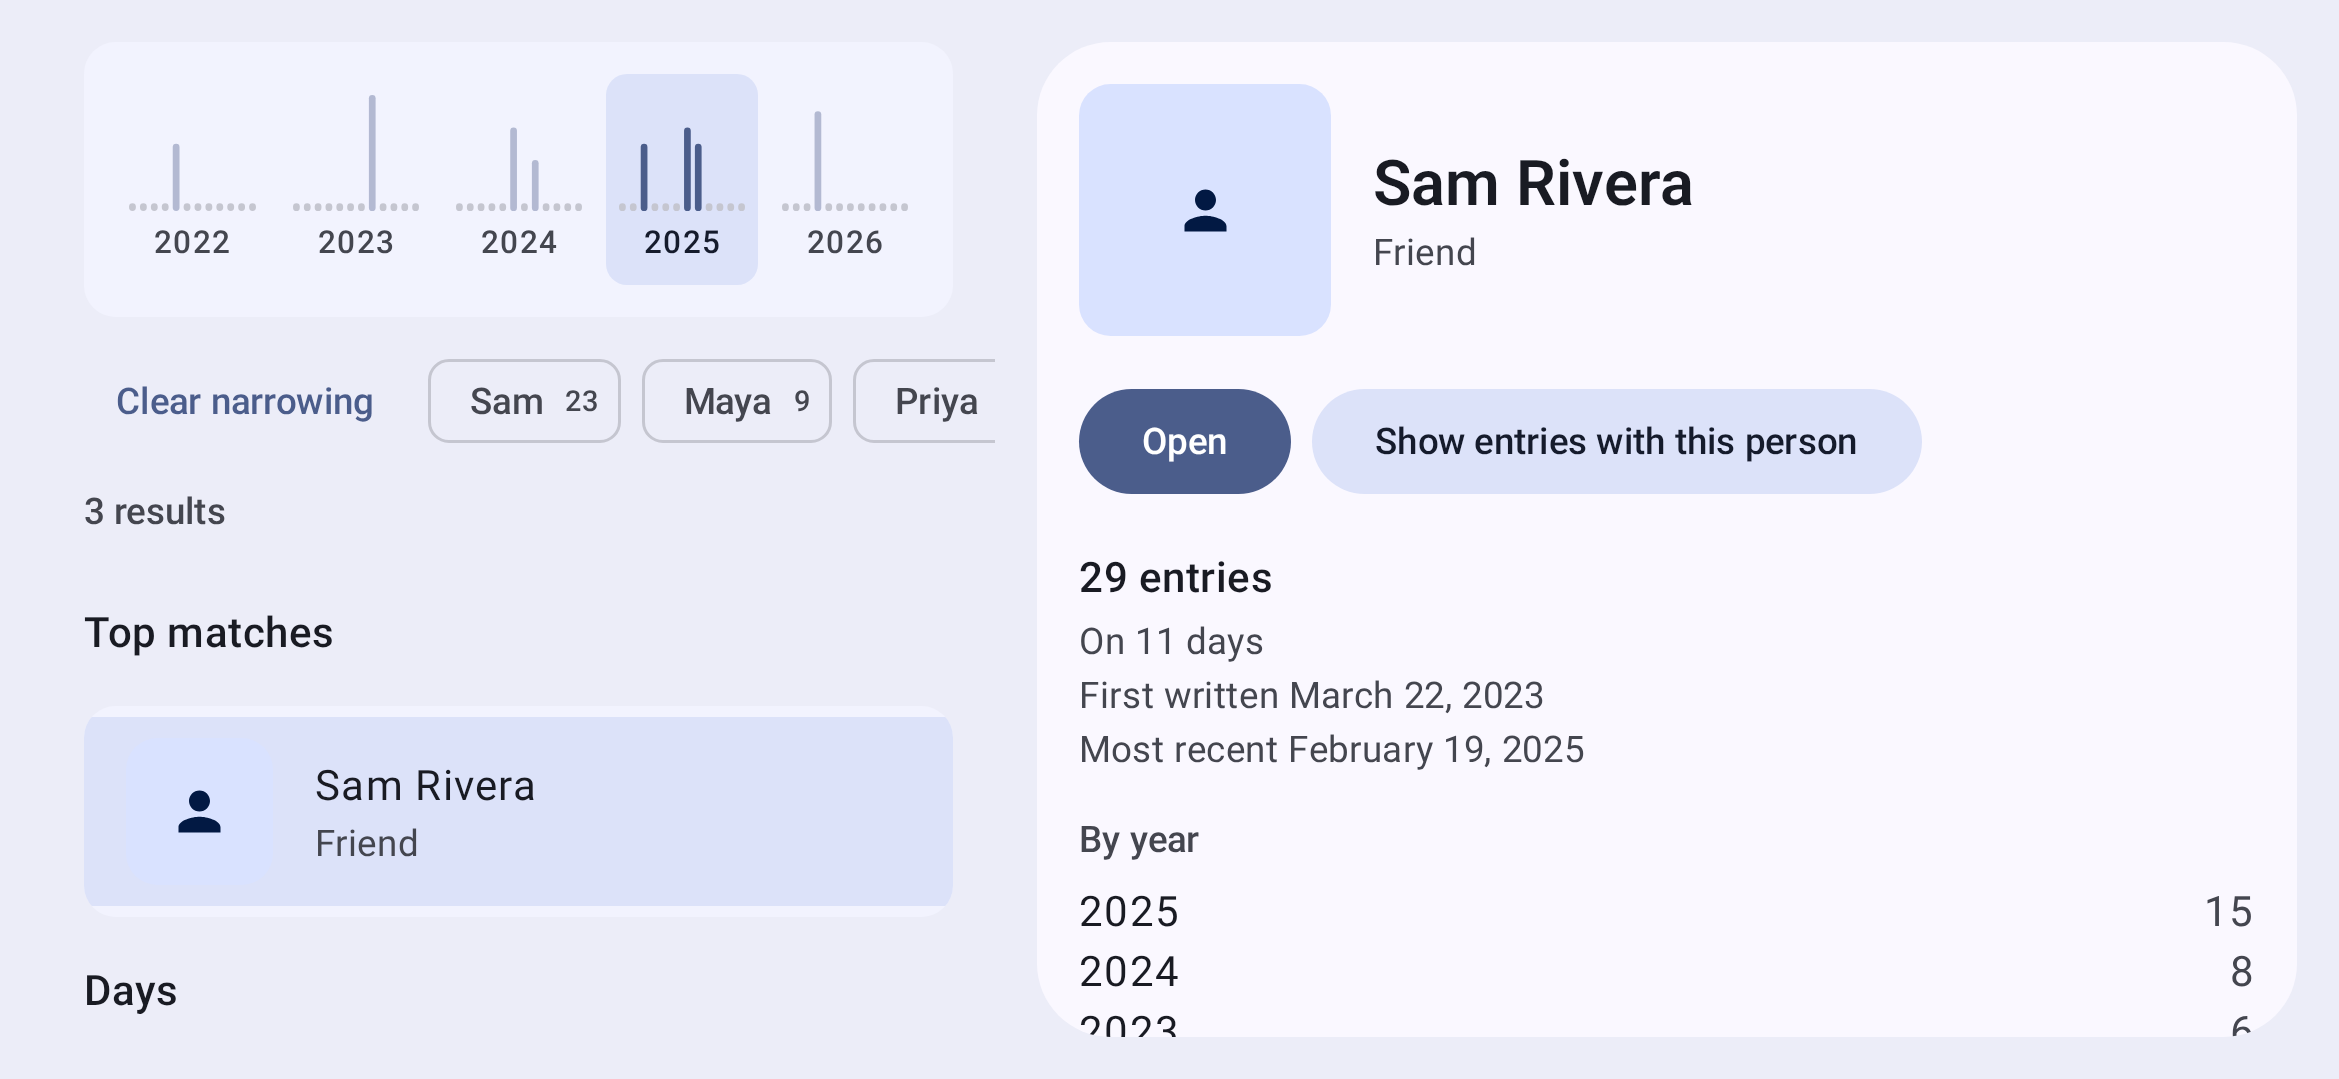 2022
2023
2024
2025
2026
Clear narrowing
Sam 23
Maya 9
Priya
3 results
Top matches
Sam Rivera
Friend
Days
Sam Rivera
Friend
Open
Show entries with this person
29 entries
On 11 days
First written March 22, 2023
Most recent February 19, 2025
By year
2025 15
2024 8
2023 6